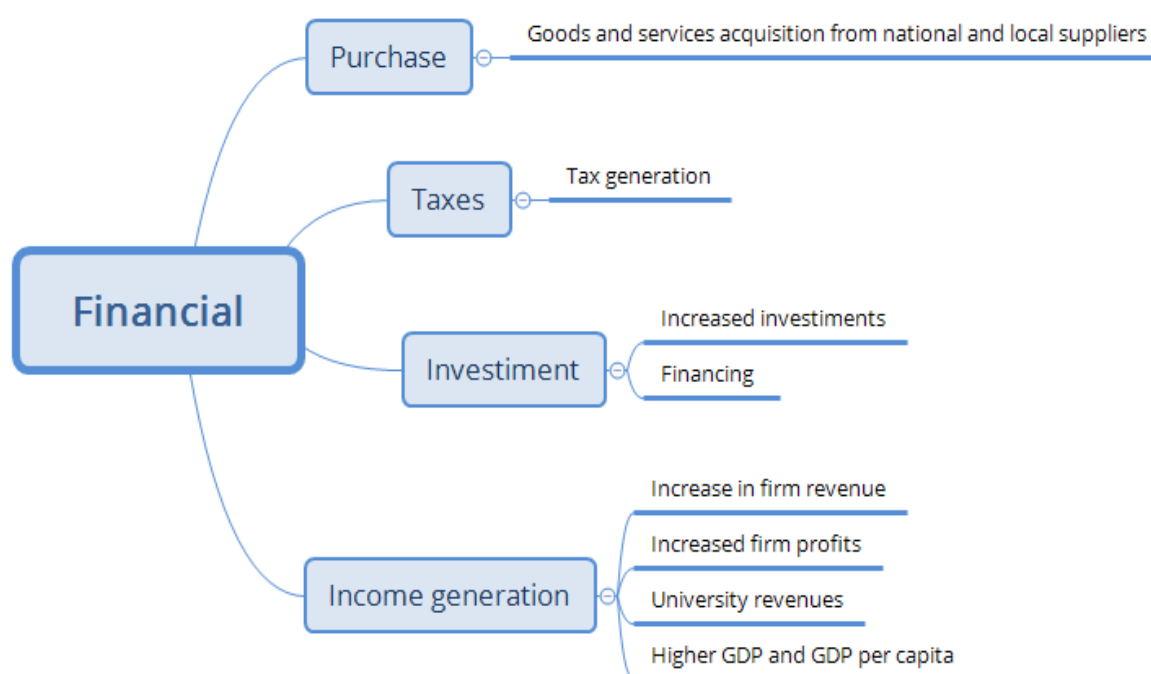 Financial
Purchase
Goods and services acquisition from national and local suppliers
Taxes
Tax generation
Investiment
Increased investiments
Financing
Income generation
Increase in firm revenue
Increased firm profits
University revenues
Higher GDP and GDP per capita